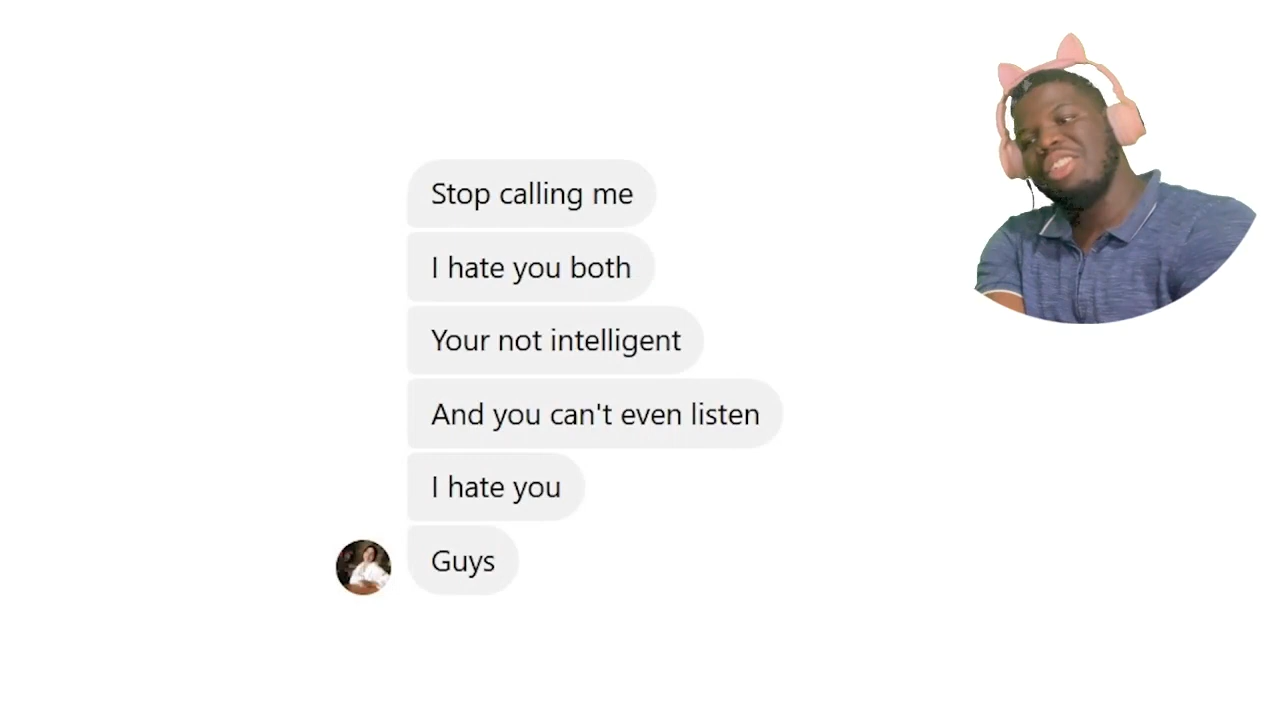 Stop calling me
I hate you both
Your not intelligent
And you can't even listen
I hate you
Guys